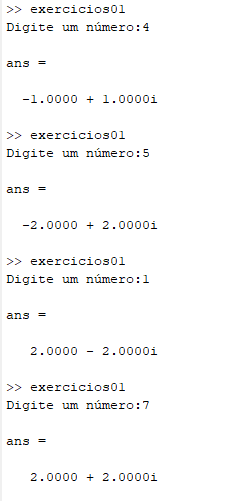 >> exercicios01
Digite um número:4
ans =
-1.0000 + 1.0000i
>> exercicios01
Digite um número:5
ans =
-2.0000 + 2.0000i
>> exercicios01
Digite um número:1
ans =
2.0000 - 2.0000i
>> exercicios01
Digite um número:7
ans =
2.0000 + 2.0000i